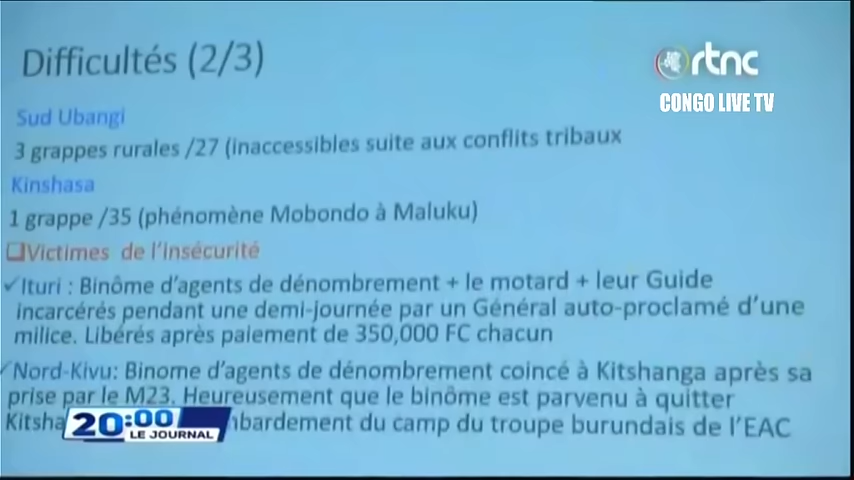 Difficultés (2/3)
rtnc
CONGO LIVE TV
Sud Ubangi
3 grappes rurales /27 (inaccessibles suite aux conflits tribaux
Kinshasa
1 grappe /35 (phénomène Mobondo à Maluku)
Victimes de l'insécurité
✓Ituri : Binôme d'agents de dénombrement + le motard + leur Guide
incarcérés pendant une demi-journée par un Général auto-proclamé d'une
milice. Libérés après paiement de 350,000 FC chacun
✓Nord-Kivu: Binome d'agents de dénombrement coincé à Kitshanga après sa
prise par le M23. Heureusement que le binôme est parvenu à quitter
Kitsha mbardement du camp du troupe burundais de l'EAC
20:00
LE JOURNAL